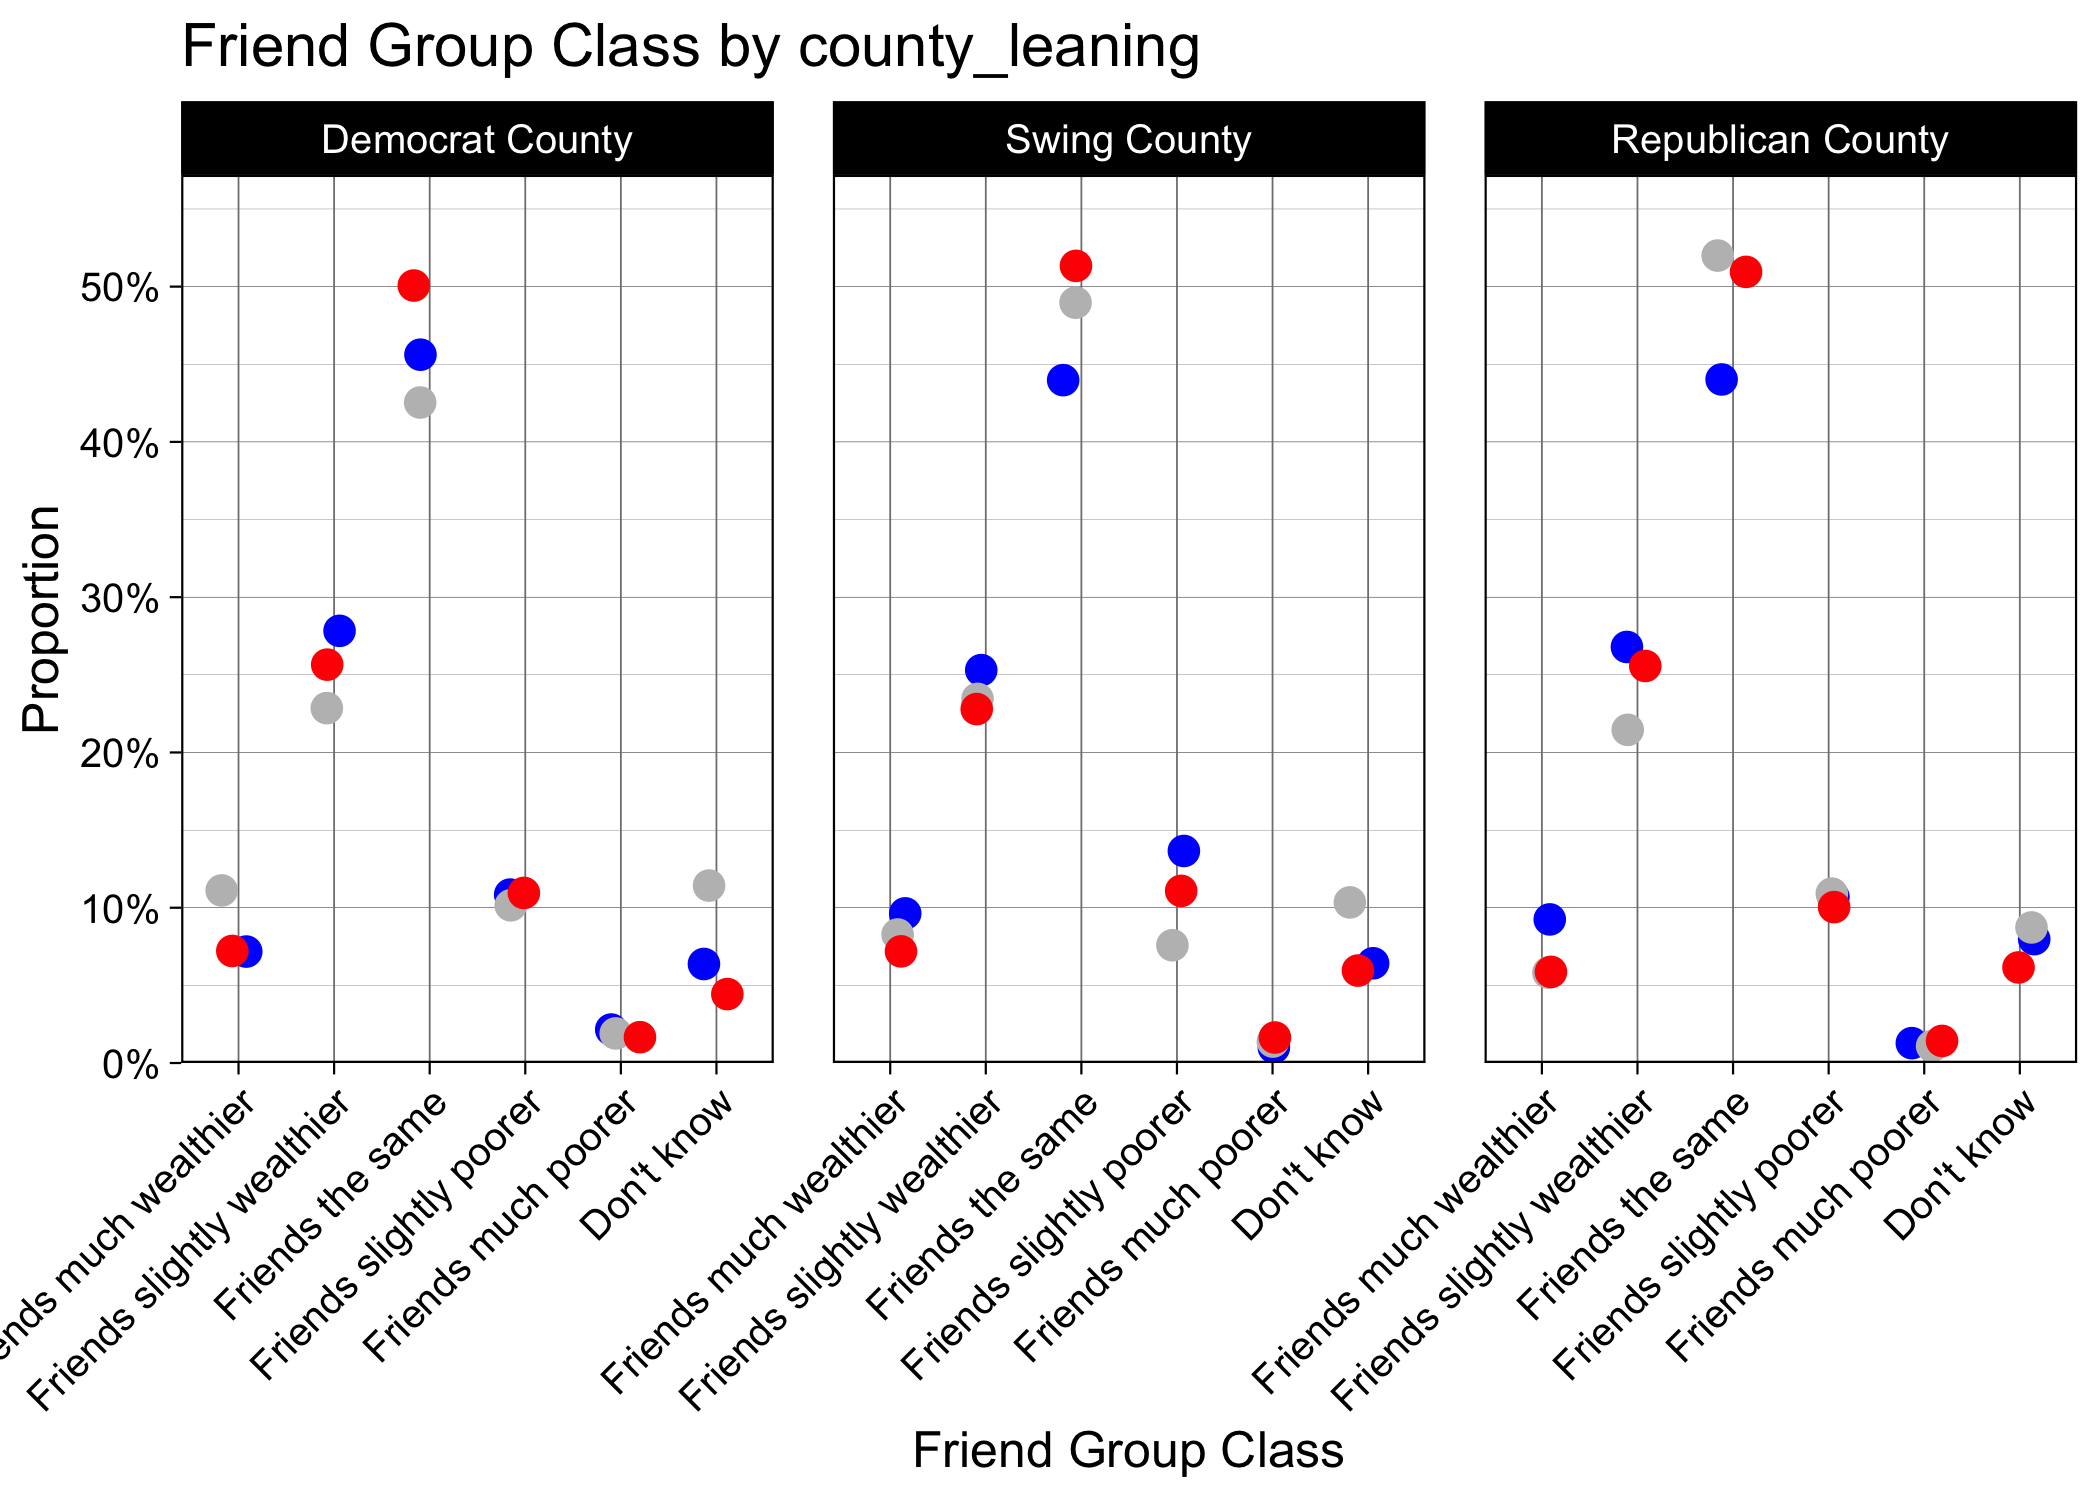 Friend Group Class by county_leaning
Democrat County
Swing County
Republican County
Proportion
50%
40%
30%
20%
10%
0%
ends much wealthier
Friends slightly wealthier
Friends the same
Friends slightly poorer
Friends much poorer
Don't know
Friends much wealthier
Friends slightly wealthier
Friends the same
Friends slightly poorer
Friends much poorer
Don't know
Friends much wealthier
Friends slightly wealthier
Friends the same
Friends slightly poorer
Friends much poorer
Don't know
Friend Group Class